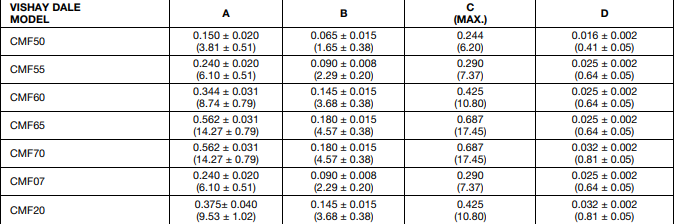 VISHAY DALE MODEL A B C (MAX.) D
CMF50 0.150 ± 0.020 0.065 ± 0.015 0.244 0.016 ± 0.002
(3.81 ± 0.51) (1.65 ± 0.38) (6.20) (0.41 ± 0.05)
CMF55 0.240 ± 0.020 0.090 ± 0.008 0.290 0.025 ± 0.002
(6.10 ± 0.51) (2.29 ± 0.20) (7.37) (0.64 ± 0.05)
CMF60 0.344 ± 0.031 0.145 ± 0.015 0.425 0.025 ± 0.002
(8.74 ± 0.79) (3.68 ± 0.38) (10.80) (0.64 ± 0.05)
CMF65 0.562 ± 0.031 0.180 ± 0.015 0.687 0.025 ± 0.002
(14.27 ± 0.79) (4.57 ± 0.38) (17.45) (0.64 ± 0.05)
CMF70 0.562 ± 0.031 0.180 ± 0.015 0.687 0.032 ± 0.002
(14.27 ± 0.79) (4.57 ± 0.38) (17.45) (0.81 ± 0.05)
CMF07 0.240 ± 0.020 0.090 ± 0.008 0.290 0.025 ± 0.002
(6.10 ± 0.51) (2.29 ± 0.20) (7.37) (0.64 ± 0.05)
CMF20 0.375± 0.040 0.145 ± 0.015 0.425 0.032 ± 0.002
(9.53 ± 1.02) (3.68 ± 0.38) (10.80) (0.81 ± 0.05)